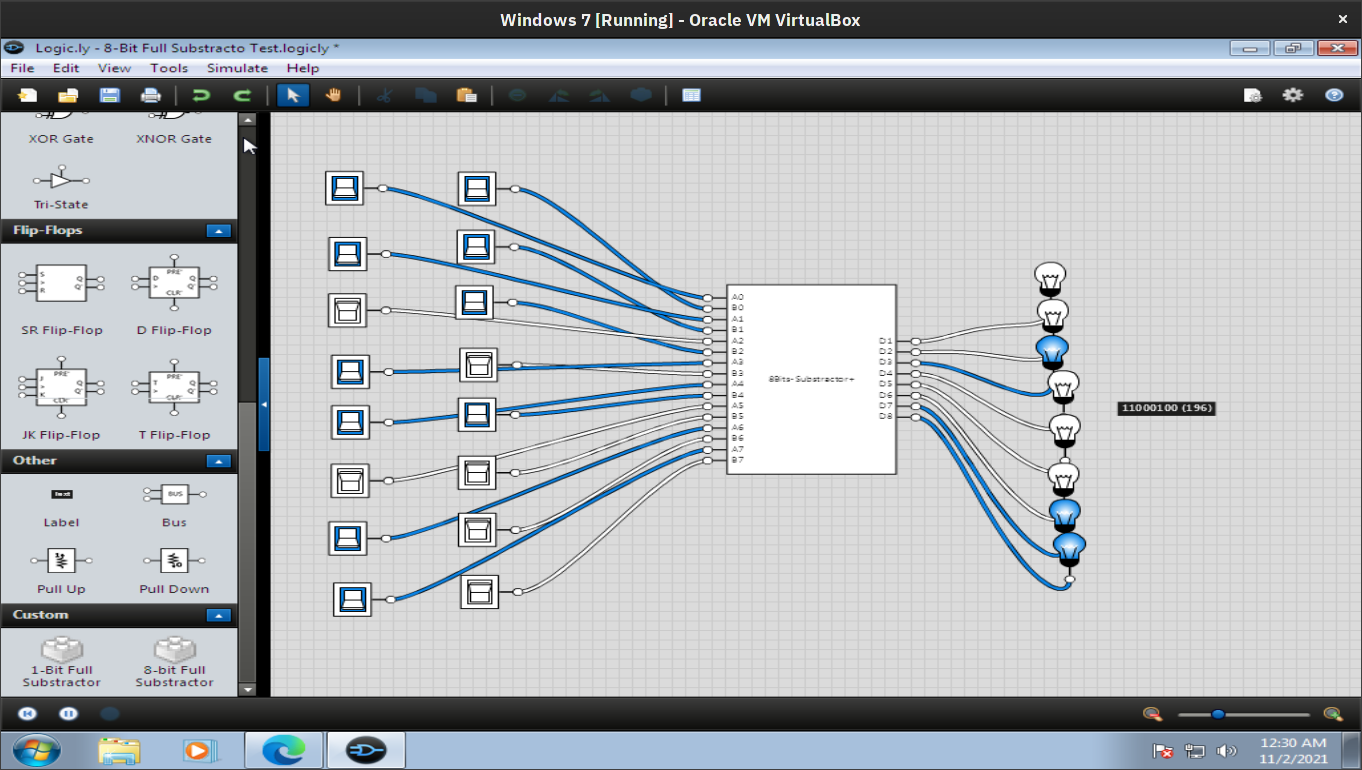 Windows 7 [Running] - Oracle VM VirtualBox
Logic.ly - 8-Bit Full Substracto Test.logicly *
File Edit View Tools Simulate Help
XOR Gate XNOR Gate
Tri-State
Flip-Flops
S Q
> Q'
R
PRE'
D Q
> Q'
CLR'
SR Flip-Flop D Flip-Flop
PRE'
J Q
> Q'
K
CLR'
PRE'
T Q
> Q'
CLR'
JK Flip-Flop T Flip-Flop
Other
BUS
Label Bus
Pull Up Pull Down
Custom
1-Bit Full Substractor
8-bit Full Substractor
A0
B0
A1
B1
A2
B2
A3
B3
A4
B4
A5
B5
A6
B6
A7
B7
8Bits-Substractor+
D1
D2
D3
D4
D5
D6
D7
D8
11000100 (196)
12:30 AM
11/2/2021